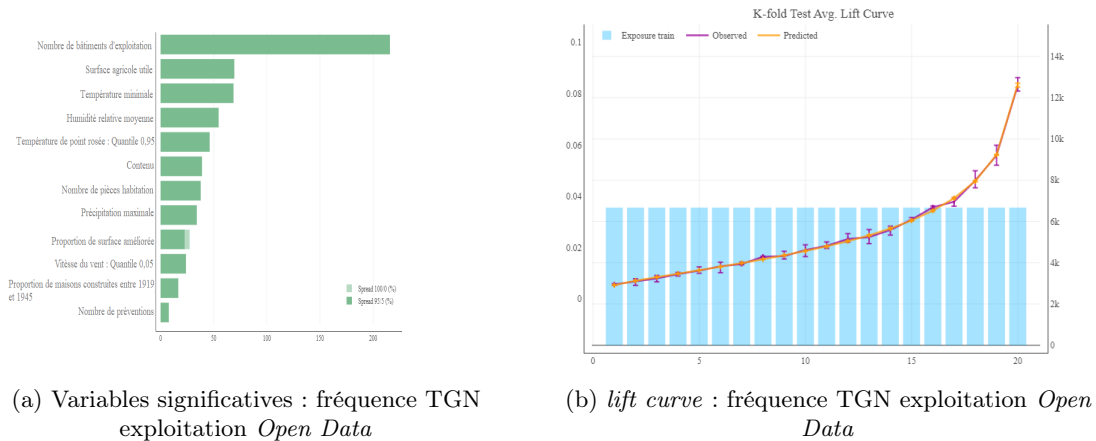 Nombre de bâtiments d'exploitation
Surface agricole utile
Température minimale
Humidité relative moyenne
Température de point rosée : Quantile 0,95
Contenu
Nombre de pièces habitation
Précipitation maximale
Proportion de surface améliorée
Vitèsse du vent : Quantile 0,05
Proportion de maisons construites entre 1919
et 1945
Nombre de préventions
Spread 100/0 (%)
Spread 95/5 (%)
0 50 100 150 200
(a) Variables significatives : fréquence TGN
exploitation Open Data
K-fold Test Avg. Lift Curve
Exposure train Observed Predicted
0.1
0.08
0.06
0.04
0.02
0
14k
12k
10k
8k
6k
4k
2k
0
0 5 10 15 20
(b) lift curve : fréquence TGN exploitation Open
Data